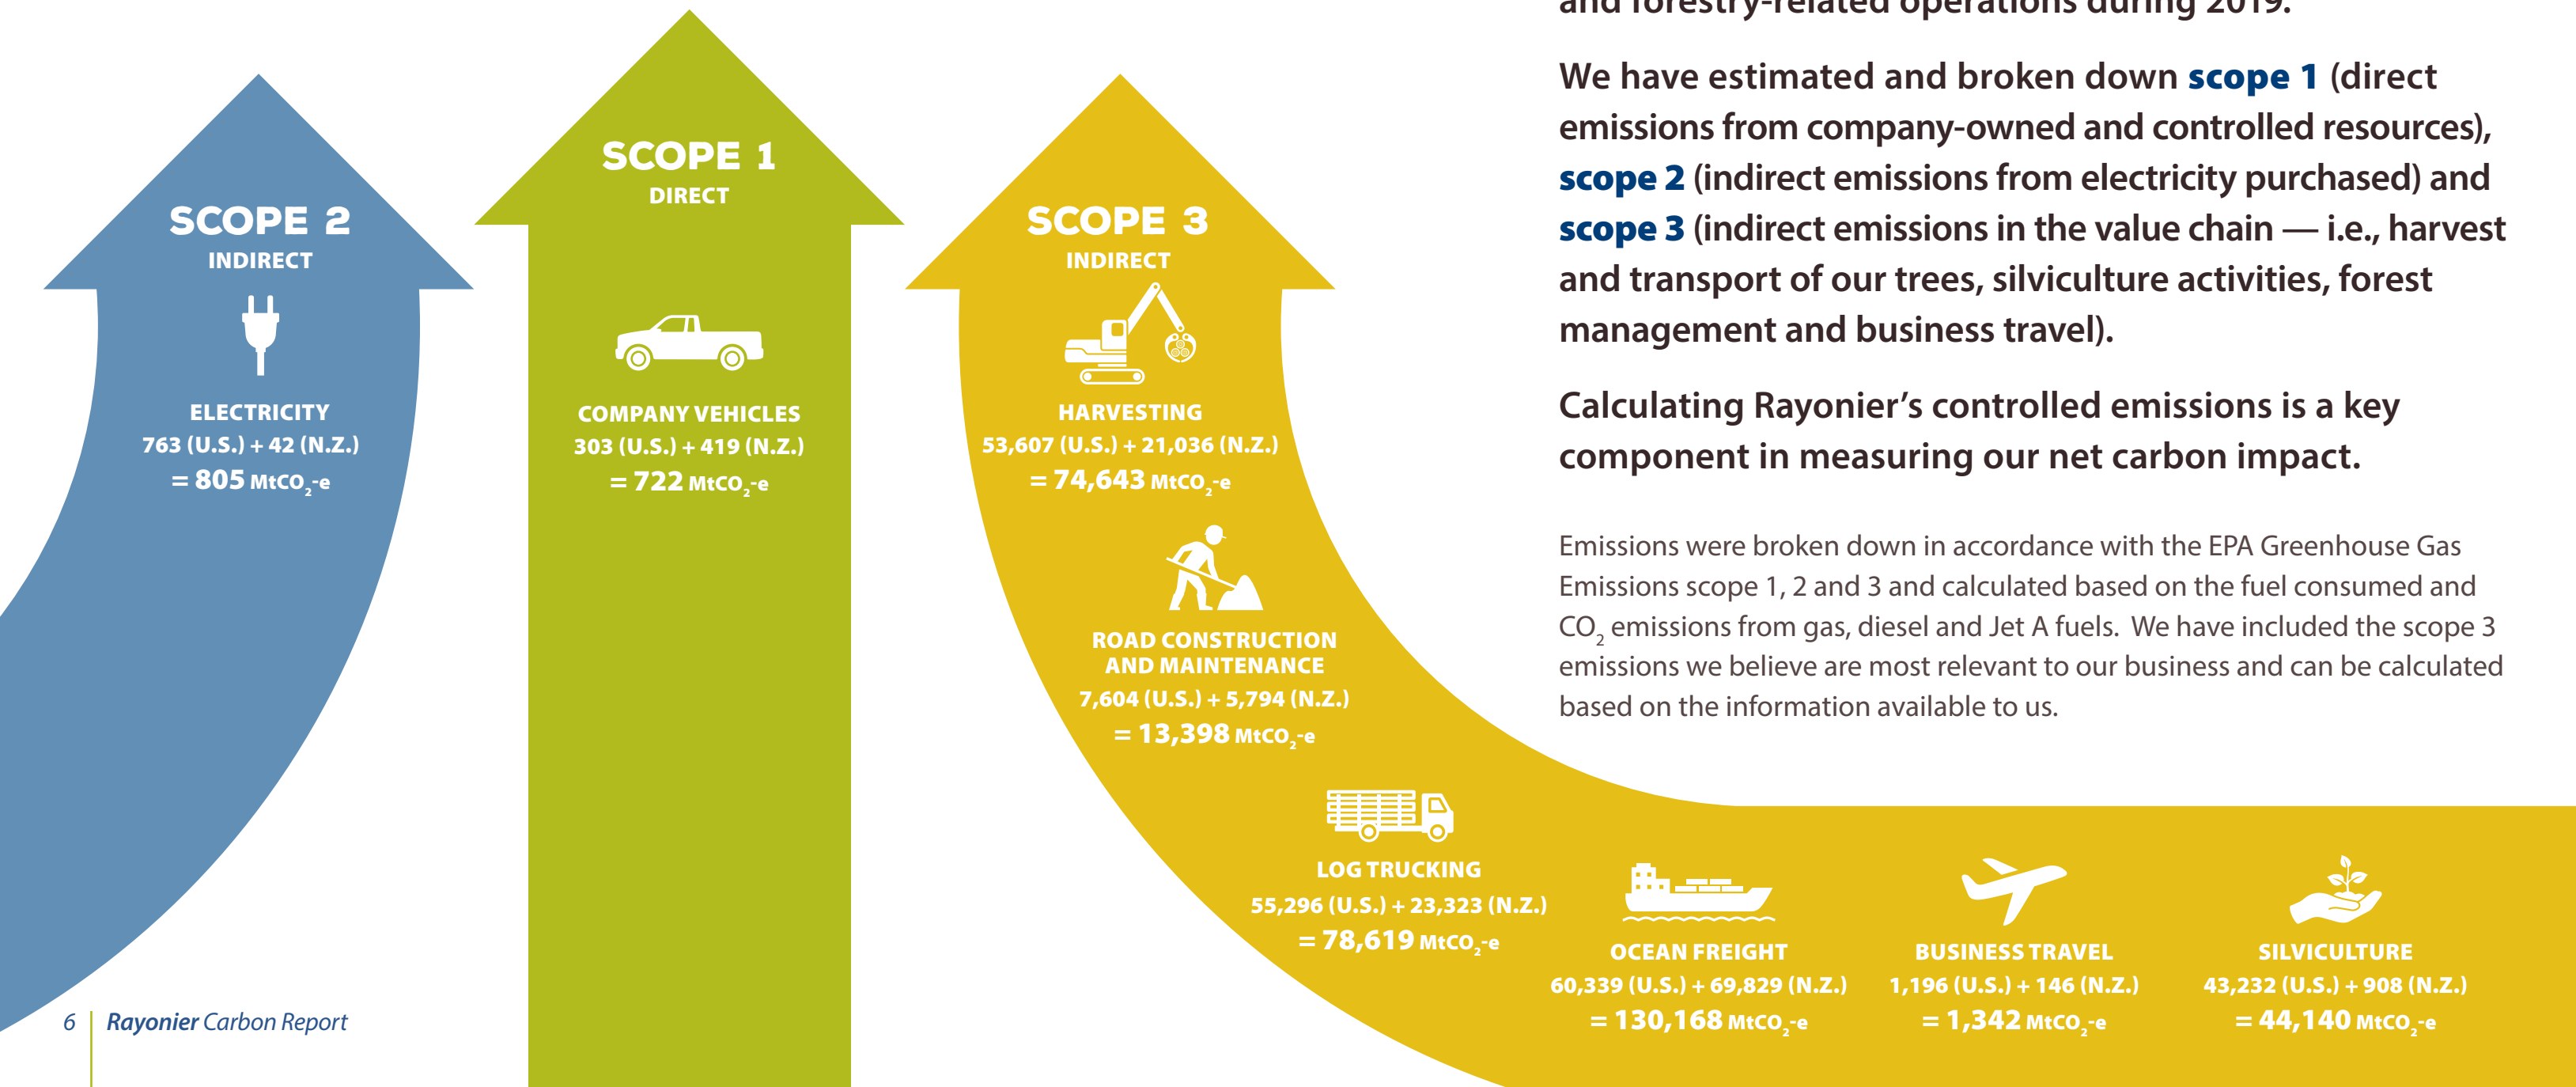 and forestry-related operations during 2019.
We have estimated and broken down scope 1 (direct
emissions from company-owned and controlled resources),
scope 2 (indirect emissions from electricity purchased) and
scope 3 (indirect emissions in the value chain — i.e., harvest
and transport of our trees, silviculture activities, forest
management and business travel).
Calculating Rayonier’s controlled emissions is a key
component in measuring our net carbon impact.
Emissions were broken down in accordance with the EPA Greenhouse Gas
Emissions scope 1, 2 and 3 and calculated based on the fuel consumed and
CO₂ emissions from gas, diesel and Jet A fuels. We have included the scope 3
emissions we believe are most relevant to our business and can be calculated
based on the information available to us.
SCOPE 2
INDIRECT
ELECTRICITY
763 (U.S.) + 42 (N.Z.)
= 805 MtCO₂-e
SCOPE 1
DIRECT
COMPANY VEHICLES
303 (U.S.) + 419 (N.Z.)
= 722 MtCO₂-e
SCOPE 3
INDIRECT
HARVESTING
53,607 (U.S.) + 21,036 (N.Z.)
= 74,643 MtCO₂-e
ROAD CONSTRUCTION
AND MAINTENANCE
7,604 (U.S.) + 5,794 (N.Z.)
= 13,398 MtCO₂-e
LOG TRUCKING
55,296 (U.S.) + 23,323 (N.Z.)
= 78,619 MtCO₂-e
OCEAN FREIGHT
60,339 (U.S.) + 69,829 (N.Z.)
= 130,168 MtCO₂-e
BUSINESS TRAVEL
1,196 (U.S.) + 146 (N.Z.)
= 1,342 MtCO₂-e
SILVICULTURE
43,232 (U.S.) + 908 (N.Z.)
= 44,140 MtCO₂-e
6 Rayonier Carbon Report